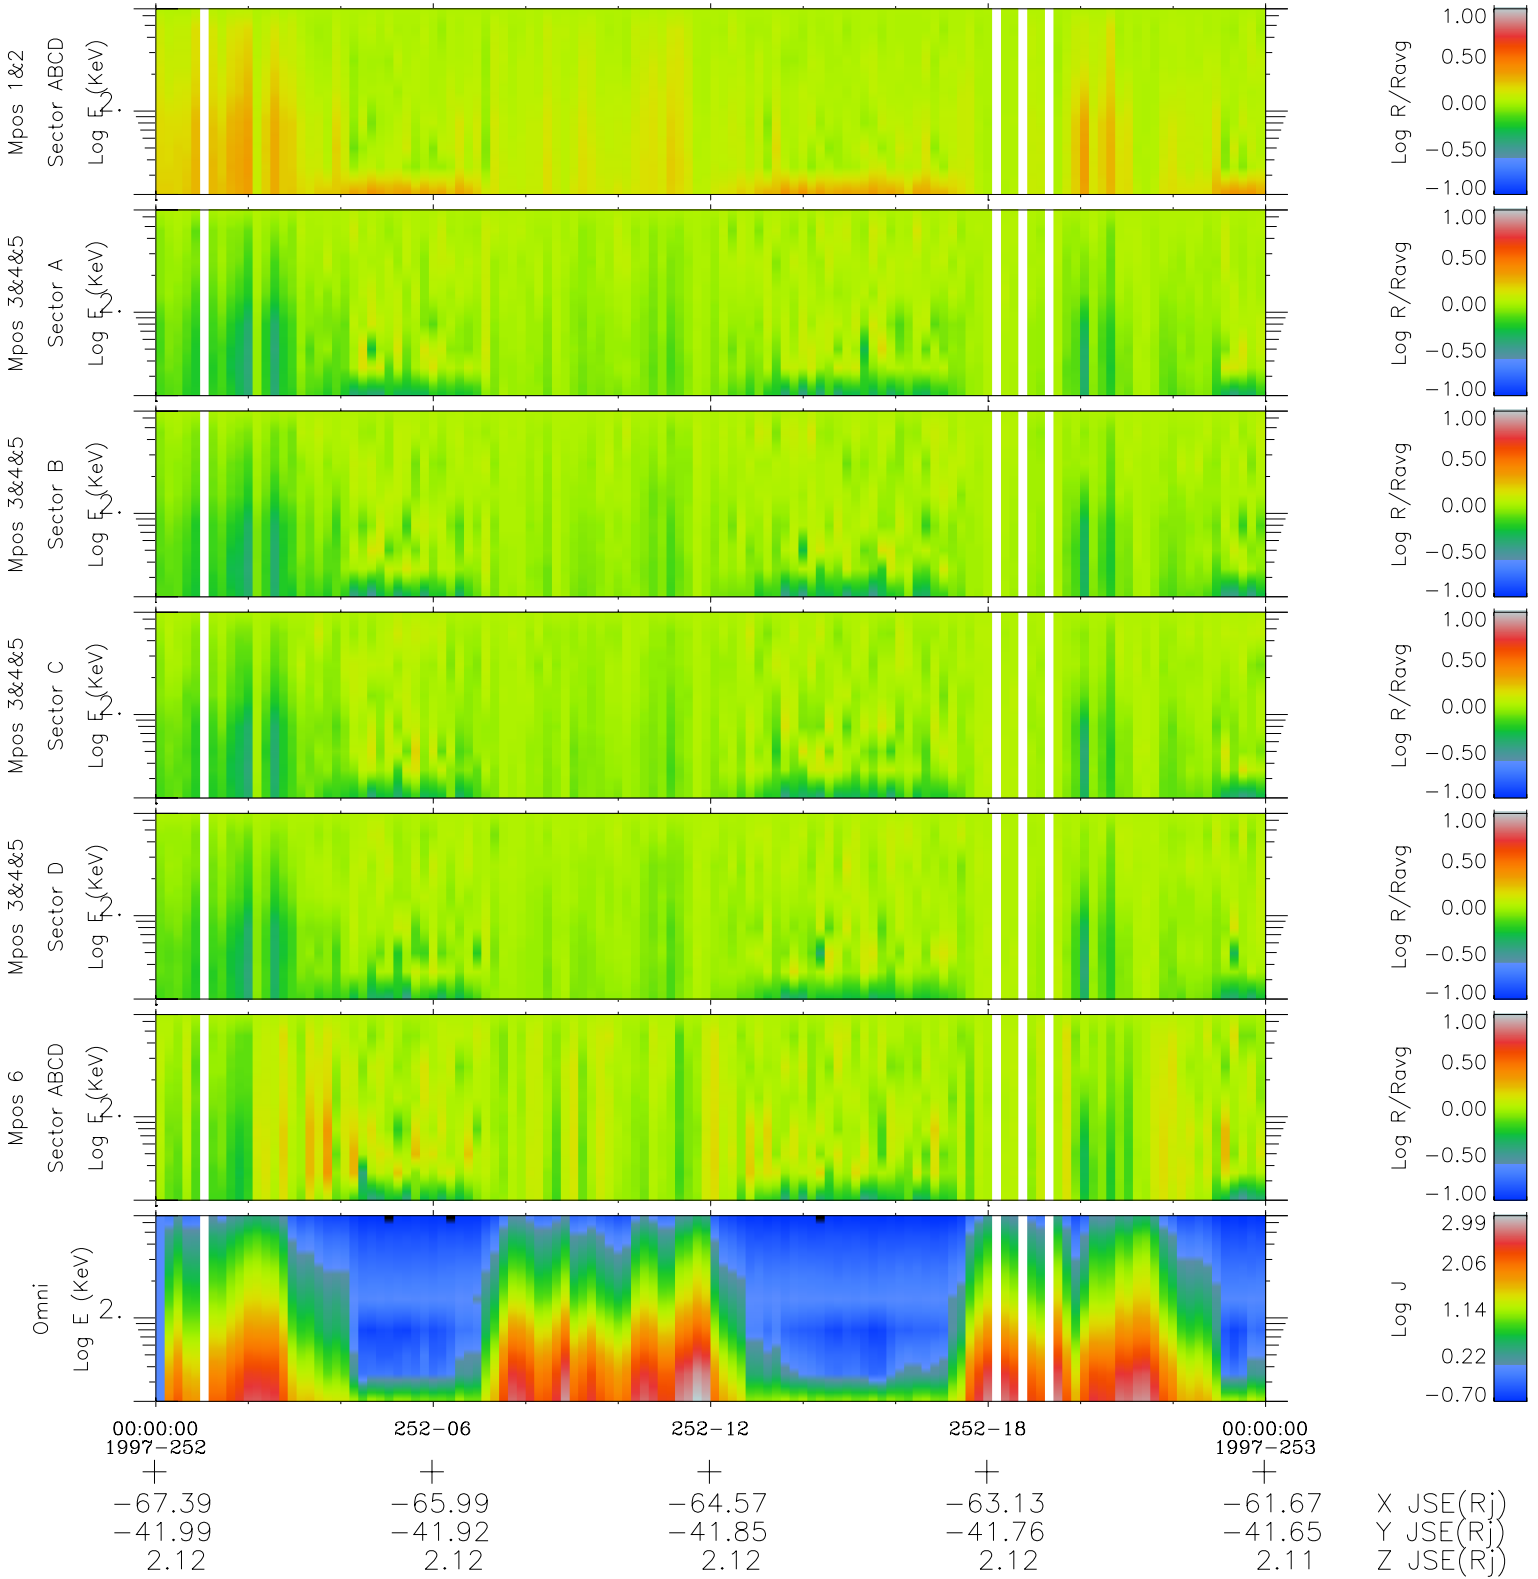 Mpos 1&2
Sector ABCD
Log E (KeV)
2.
1.00
0.50
0.00
−0.50
−1.00
Log R/Ravg
Mpos 3&4&5
Sector A
Log E (KeV)
2.
1.00
0.50
0.00
−0.50
−1.00
Log R/Ravg
Mpos 3&4&5
Sector B
Log E (KeV)
2.
1.00
0.50
0.00
−0.50
−1.00
Log R/Ravg
Mpos 3&4&5
Sector C
Log E (KeV)
2.
1.00
0.50
0.00
−0.50
−1.00
Log R/Ravg
Mpos 3&4&5
Sector D
Log E (KeV)
2.
1.00
0.50
0.00
−0.50
−1.00
Log R/Ravg
Mpos 6
Sector ABCD
Log E (KeV)
2.
1.00
0.50
0.00
−0.50
−1.00
Log R/Ravg
Omni
Log E (KeV)
2.
2.99
2.06
1.14
0.22
−0.70
Log J
00:00:00 252−06 252−12 252−18 00:00:00
1997−252 1997−253
−67.39 −65.99 −64.57 −63.13 −61.67 X JSE(Rj)
−41.99 −41.92 −41.85 −41.76 −41.65 Y JSE(Rj)
2.12 2.12 2.12 2.12 2.11 Z JSE(Rj)